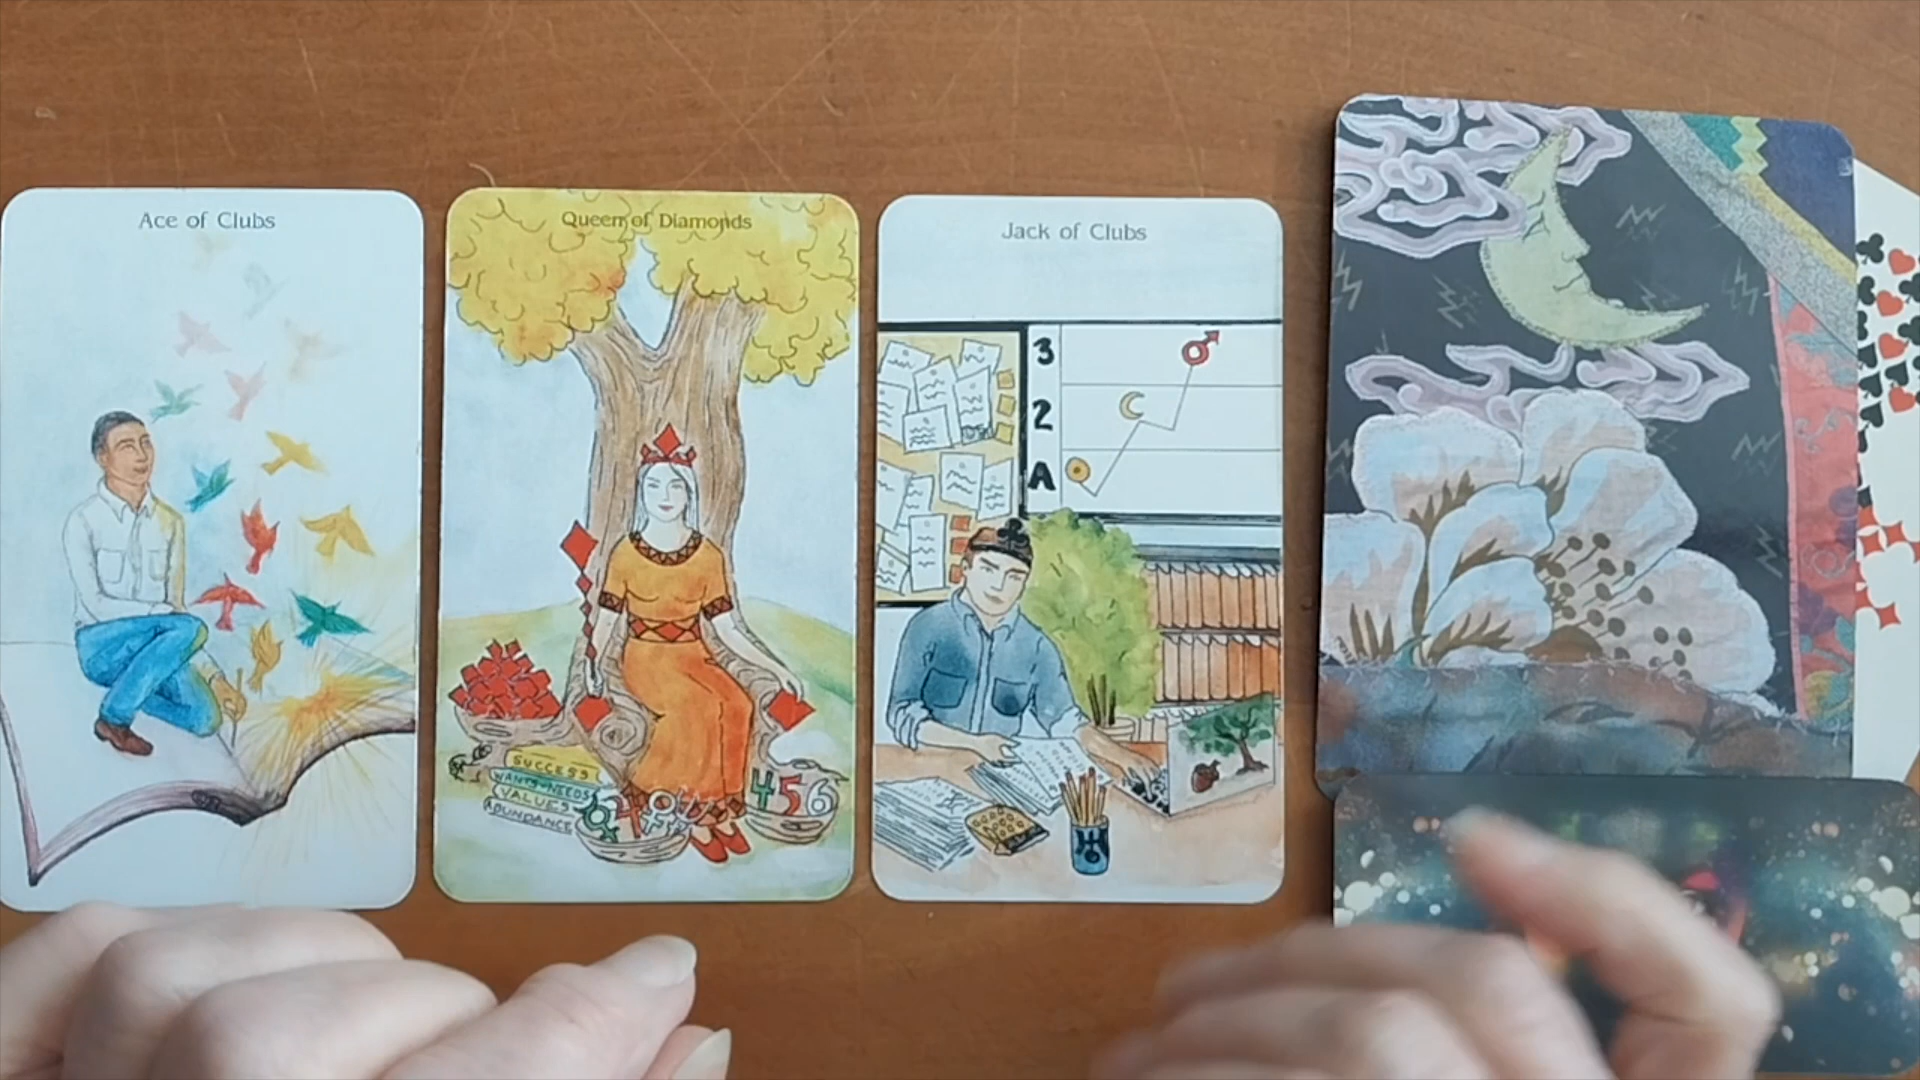 Ace of Clubs
Queen of Diamonds
Jack of Clubs
3
2
A
SUCCESS
WANTS-NEEDS
VALUES
ABUNDANCE
456